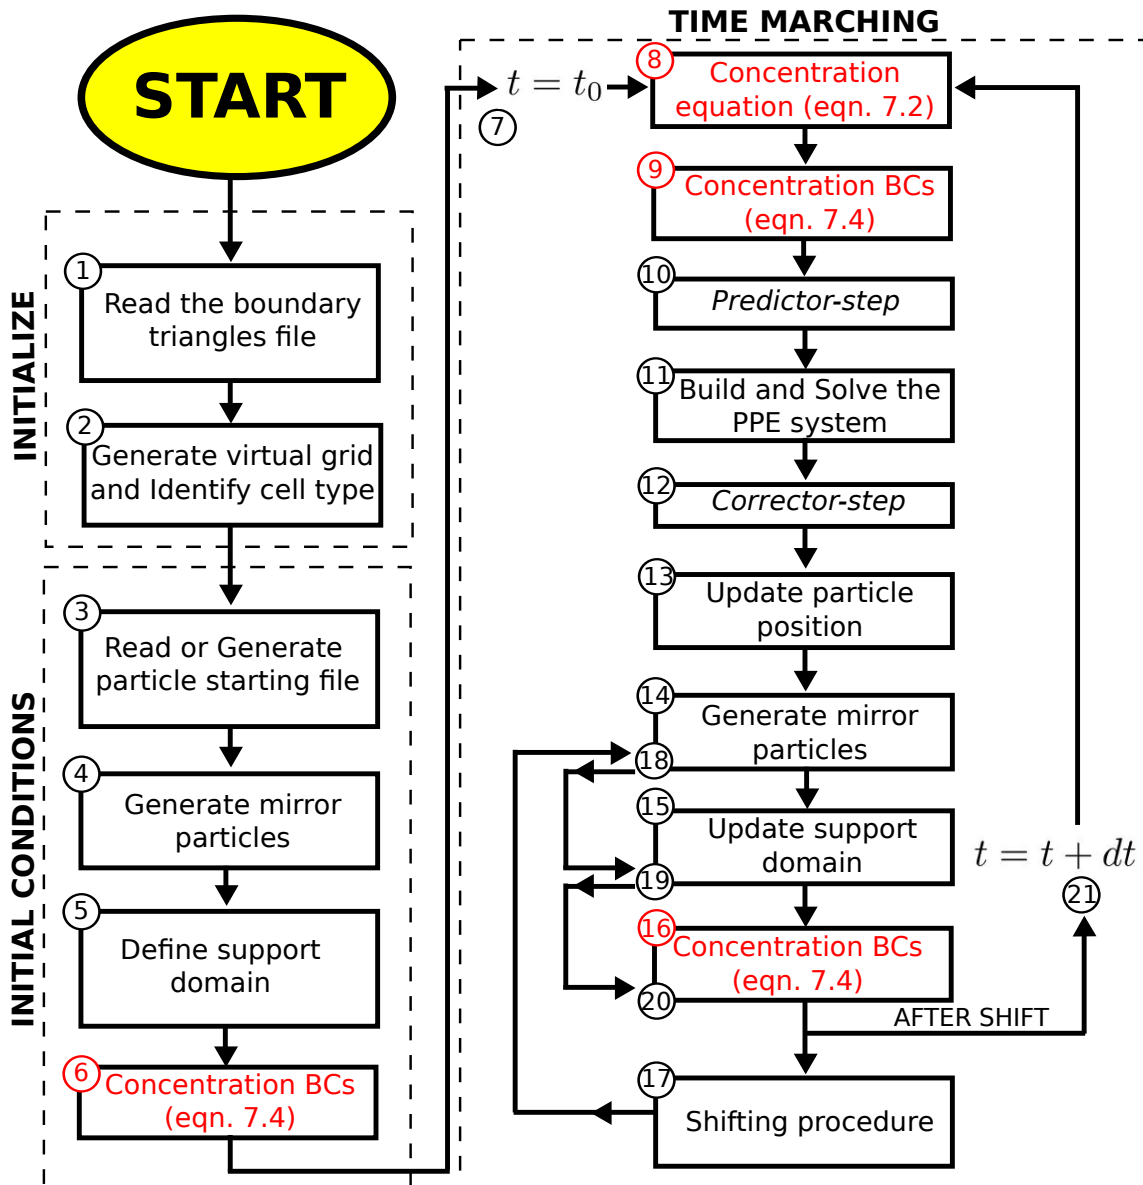 START
INITIALIZE
1
Read the boundary
triangles file
2
Generate virtual grid
and Identify cell type
INITIAL CONDITIONS
3
Read or Generate
particle starting file
4
Generate mirror
particles
5
Define support
domain
6
Concentration BCs
(eqn. 7.4)
TIME MARCHING
t = t₀
7
8
Concentration
equation (eqn. 7.2)
9
Concentration BCs
(eqn. 7.4)
10
Predictor-step
11
Build and Solve the
PPE system
12
Corrector-step
13
Update particle
position
14
Generate mirror
particles
18
15
Update support
domain
19
16
Concentration BCs
(eqn. 7.4)
20
AFTER SHIFT
17
Shifting procedure
t = t + dt
21